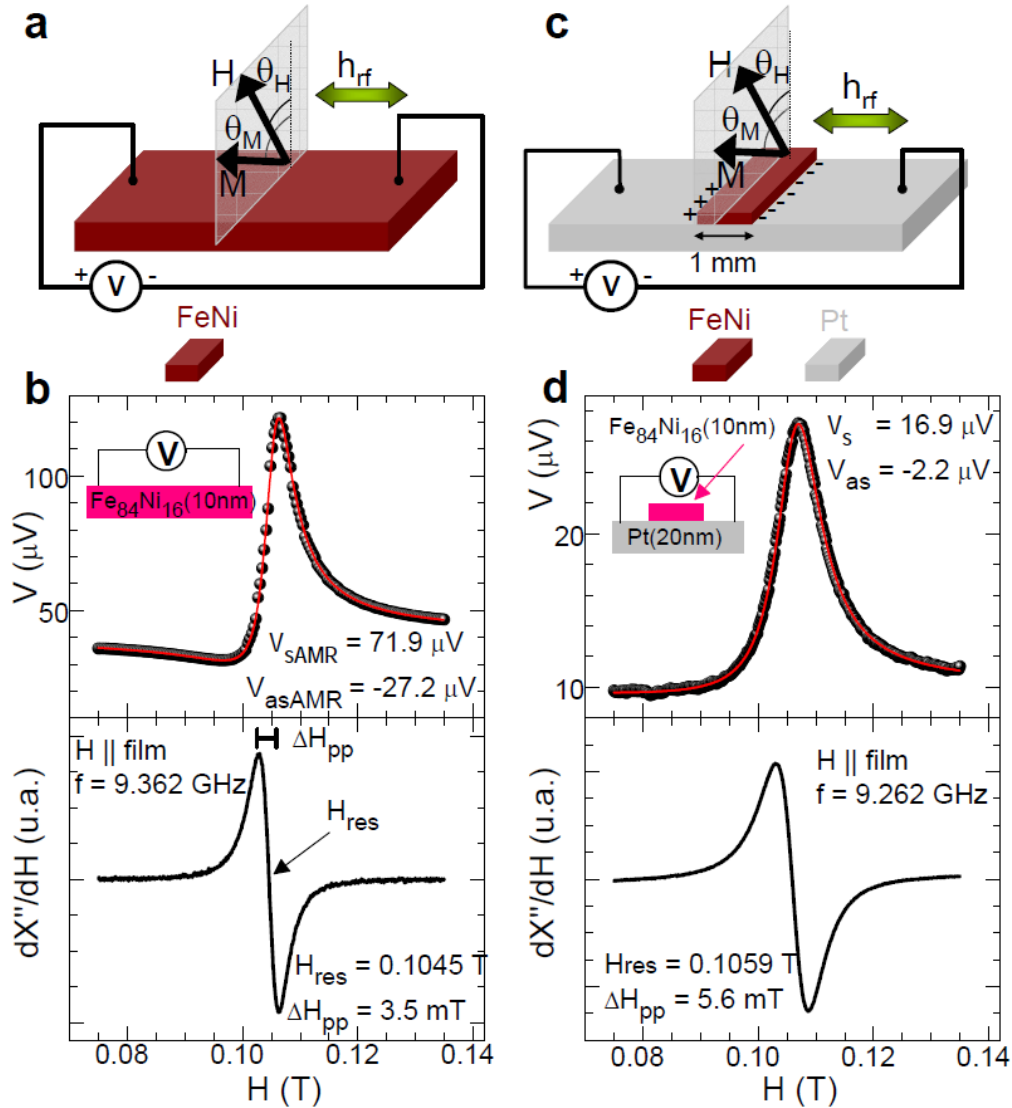 a
H
θH
hrf
θM
M
+
V
-
FeNi
c
H
θH
hrf
θM
M
+ + +
- - - - - - -
1 mm
+
V
-
FeNi
Pt
b
V
Fe84Ni16(10nm)
100
50
V (μV)
VsAMR = 71.9 μV
VasAMR = -27.2 μV
ΔHpp
H || film
f = 9.362 GHz
Hres
dX"/dH (u.a.)
Hres = 0.1045 T
ΔHpp = 3.5 mT
0.08 0.10 0.12 0.14
H (T)
d
Fe84Ni16(10nm)
Vs = 16.9 μV
Vas = -2.2 μV
V
Pt(20nm)
20
10
V (μV)
H || film
f = 9.262 GHz
dX"/dH (u.a.)
Hres = 0.1059 T
ΔHpp = 5.6 mT
0.08 0.10 0.12 0.14
H (T)